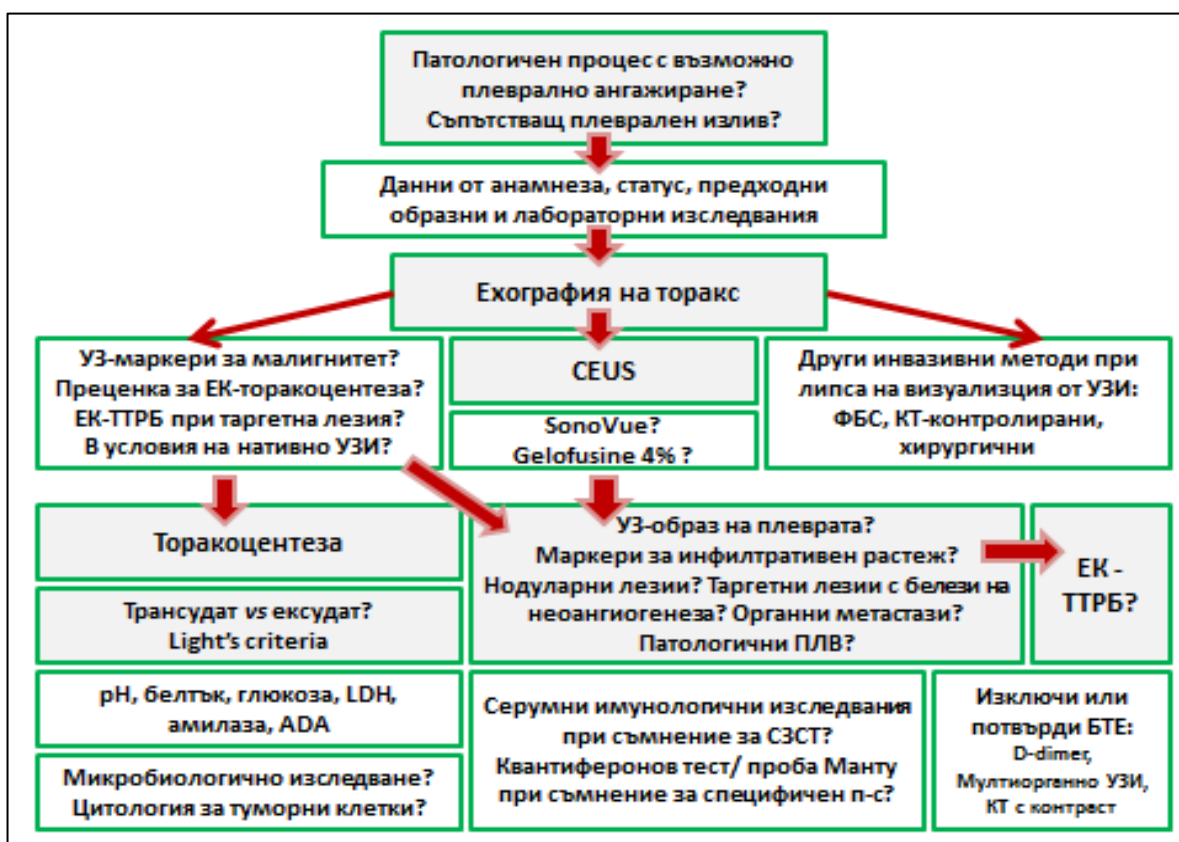 Патологичен процес с възможно
плеврално ангажиране?
Съпътстващ плеврален излив?
Данни от анамнеза, статус, предходни
образни и лабораторни изследвания
Ехография на торакс
УЗ-маркери за малигнитет?
Преценка за ЕК-торакоцентеза?
ЕК-ТТРБ при таргетна лезия?
В условия на нативно УЗИ?
CEUS
SonoVue?
Gelofusine 4% ?
Други инвазивни методи при
липса на визуализция от УЗИ:
ФБС, КТ-контролирани,
хирургични
Торакоцентеза
Трансудат vs ексудат?
Light's criteria
pH, белтък, глюкоза, LDH,
амилаза, ADA
Микробиологично изследване?
Цитология за туморни клетки?
УЗ-образ на плеврата?
Маркери за инфилтративен растеж?
Нодуларни лезии? Таргетни лезии с белези на
неоангиогенеза? Органни метастази?
Патологични ПЛВ?
ЕК -
ТТРБ?
Серумни имунологични изследвания
при съмнение за СЗСТ?
Квантиферонов тест/ проба Манту
при съмнение за специфичен п-с?
Изключи или
потвърди БТЕ:
D-dimer,
Мултиорганно УЗИ,
КТ с контраст